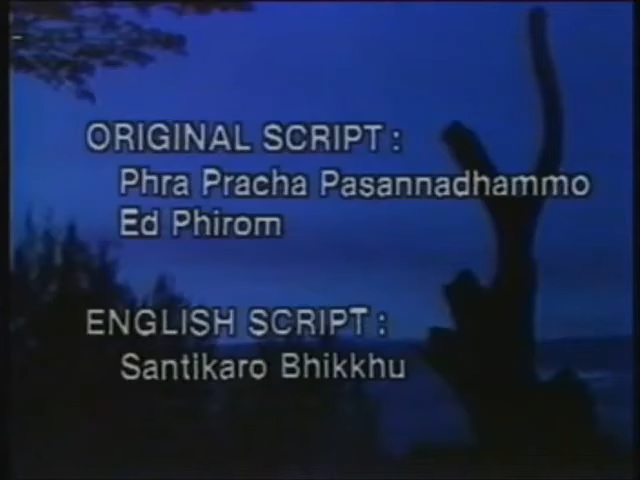 ORIGINAL SCRIPT :
Phra Pracha Pasannadhammo
Ed Phirom
ENGLISH SCRIPT :
Santikaro Bhikkhu